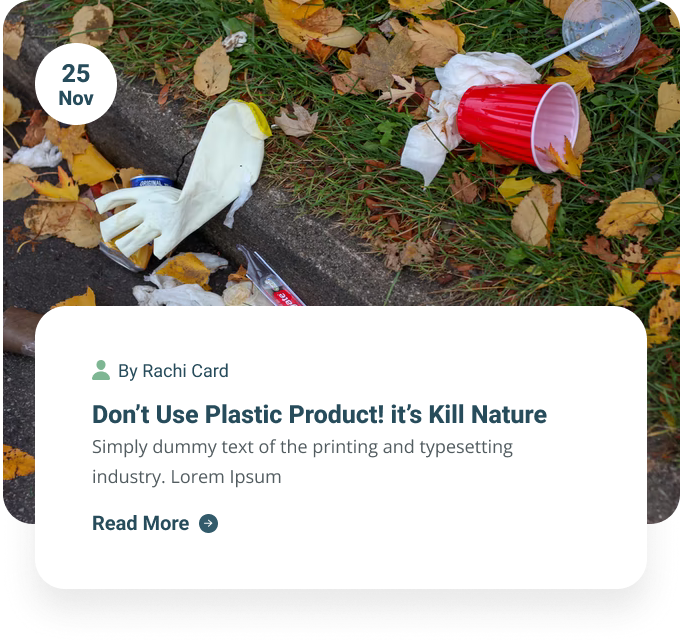 25
Nov
ORIGINAL
By Rachi Card
Don't Use Plastic Product! it's Kill Nature
Simply dummy text of the printing and typesetting
industry. Lorem Ipsum
Read More